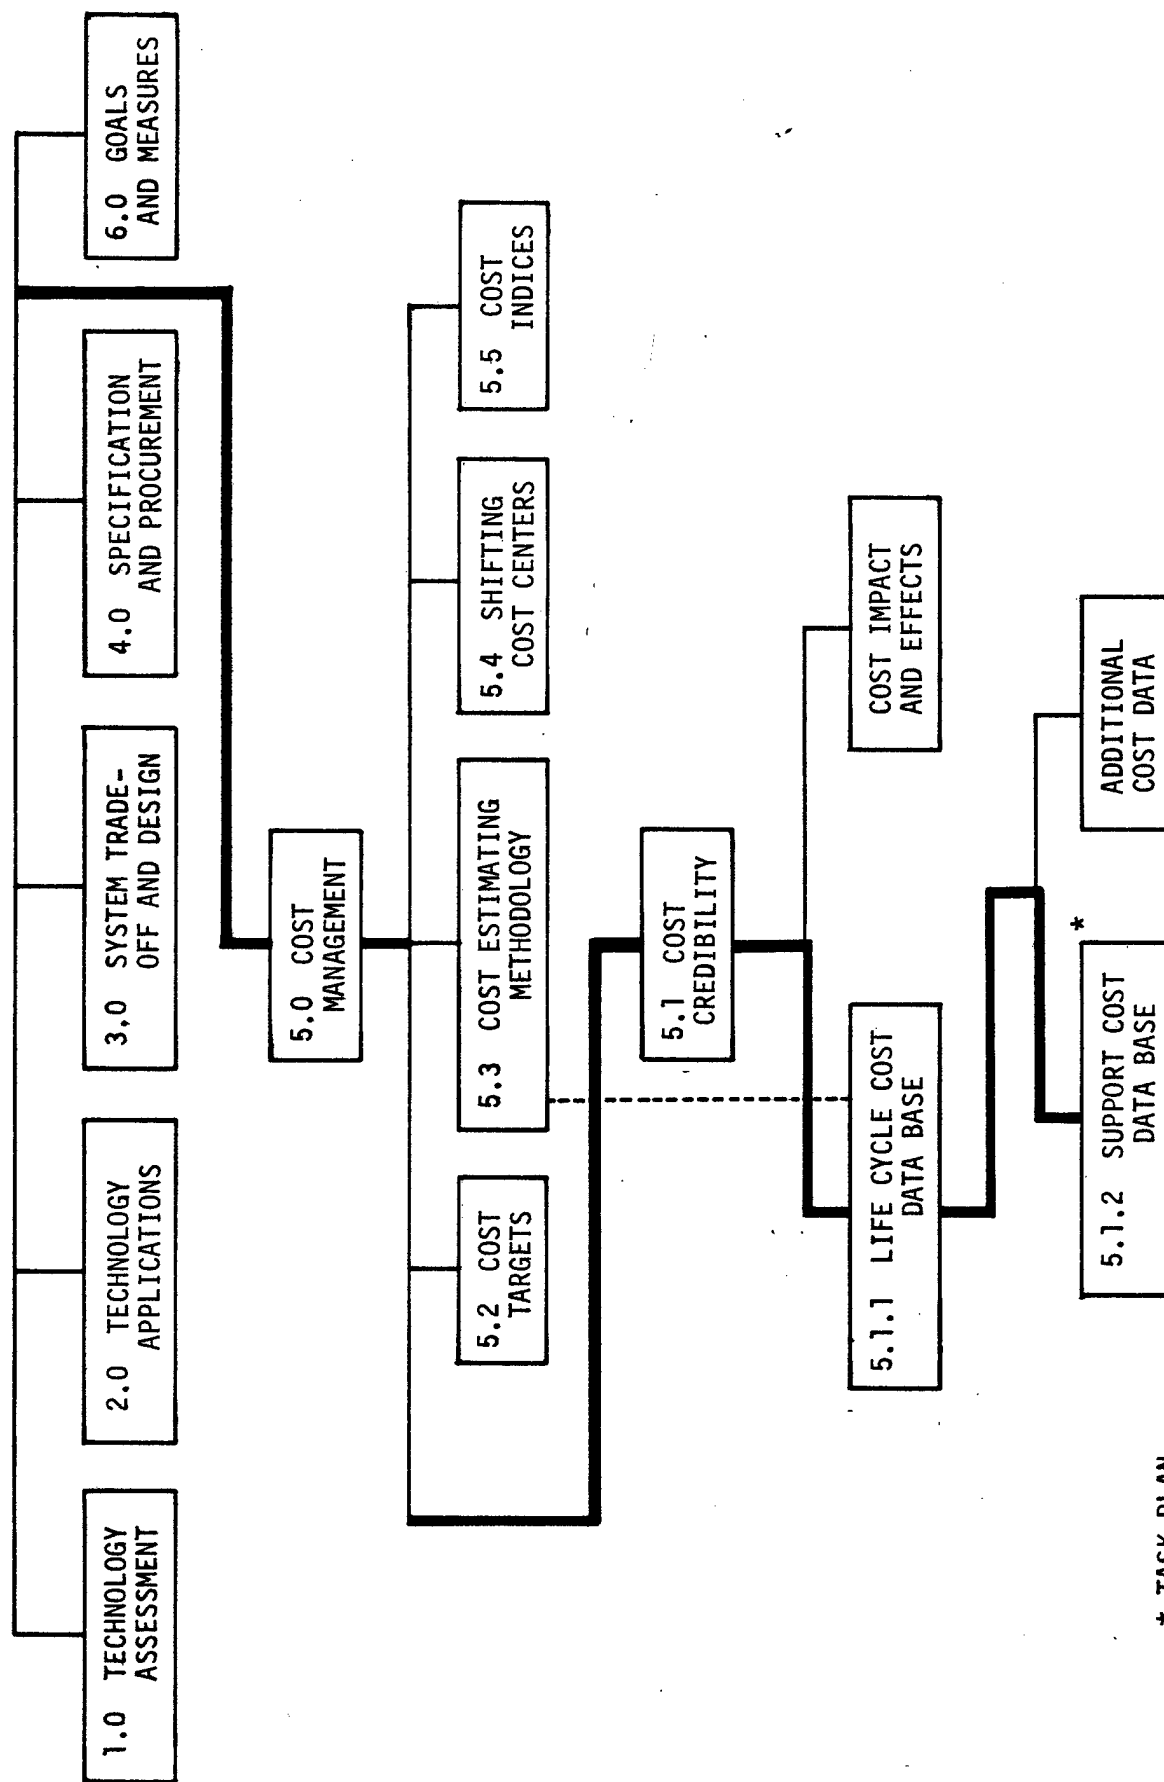 1.0 TECHNOLOGY
ASSESSMENT
2.0 TECHNOLOGY
APPLICATIONS
3,0 SYSTEM TRADE-
OFF AND DESIGN
4.0 SPECIFICATION
AND PROCUREMENT
6.0 GOALS
AND MEASURES
5.0 COST
MANAGEMENT
5.2 COST
TARGETS
5.3 COST ESTIMATING
METHODOLOGY
5.4 SHIFTING
COST CENTERS
5.5 COST
INDICES
5.1 COST
CREDIBILITY
5.1.1 LIFE CYCLE COST
DATA BASE
COST IMPACT
AND EFFECTS
*
5.1.2 SUPPORT COST
DATA BASE
ADDITIONAL
COST DATA
* TASK PLAN